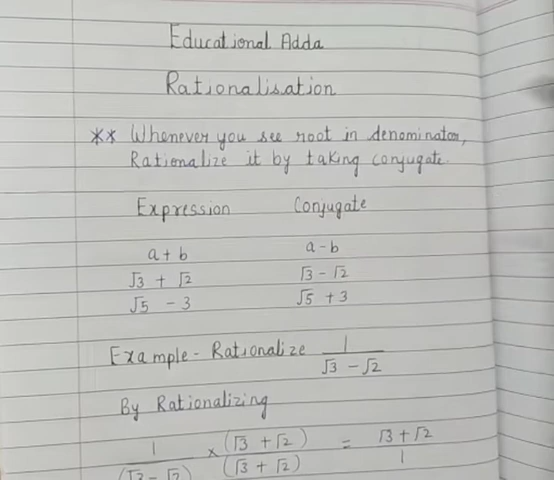 Educational Adda
Rationalisation
** Whenever you see root in denominator,
Rationalize it by taking conjugate.
Expression Conjugate
a + b a - b
√3 + √2 √3 - √2
√5 - 3 √5 + 3
Example - Rationalize 1/(√3 - √2)
By Rationalizing
1/(√3 - √2) × (√3 + √2)/(√3 + √2) = (√3 + √2)/1